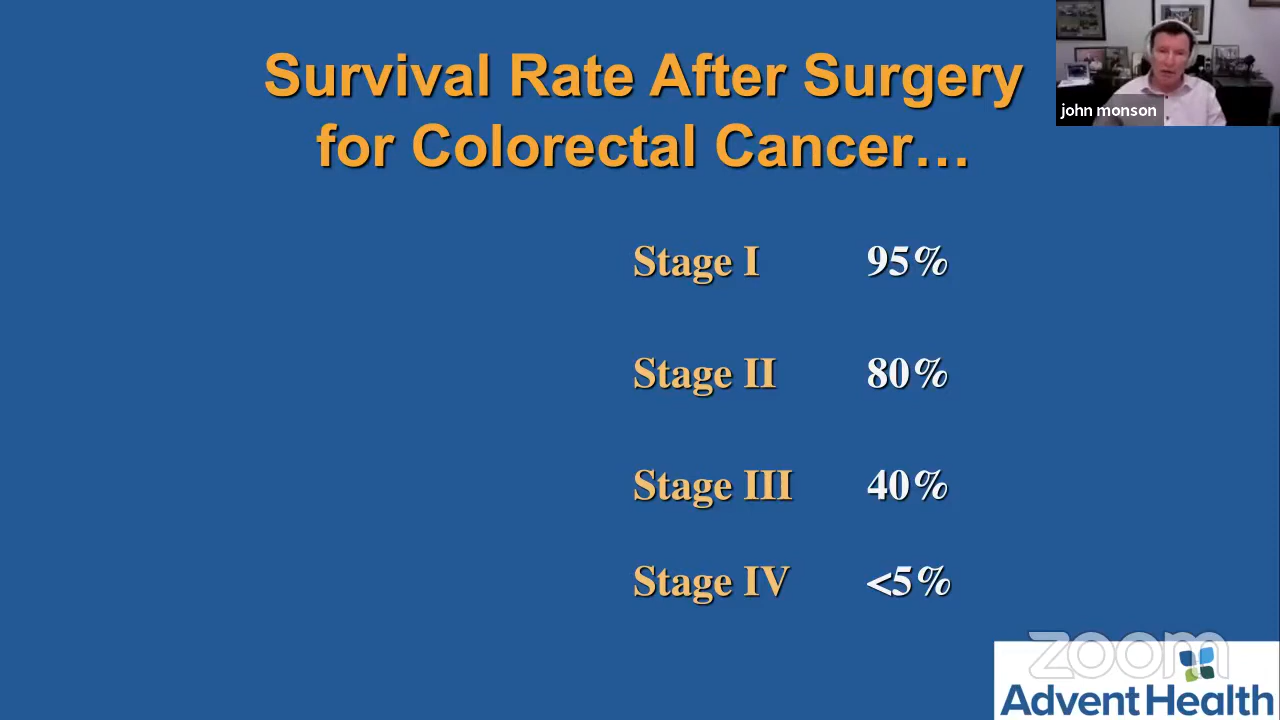 Survival Rate After Surgery
for Colorectal Cancer…
john monson
Stage I 95%
Stage II 80%
Stage III 40%
Stage IV <5%
zoom
AdventHealth